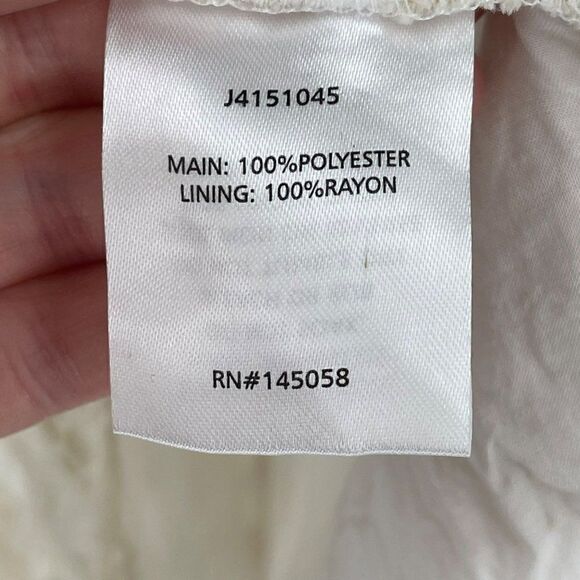 J4151045
MAIN: 100%POLYESTER
LINING: 100%RAYON
RN#145058